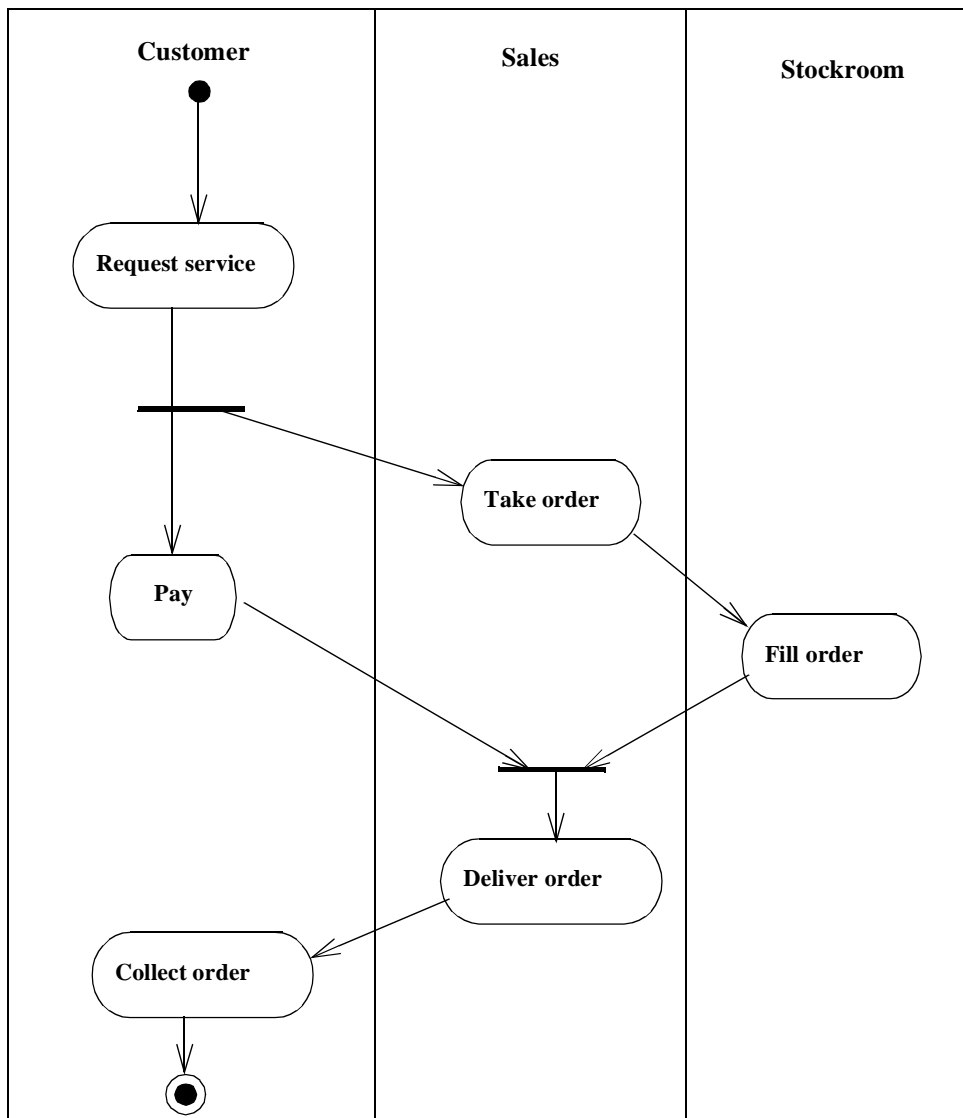 Customer
Sales
Stockroom
Request service
Take order
Pay
Fill order
Deliver order
Collect order